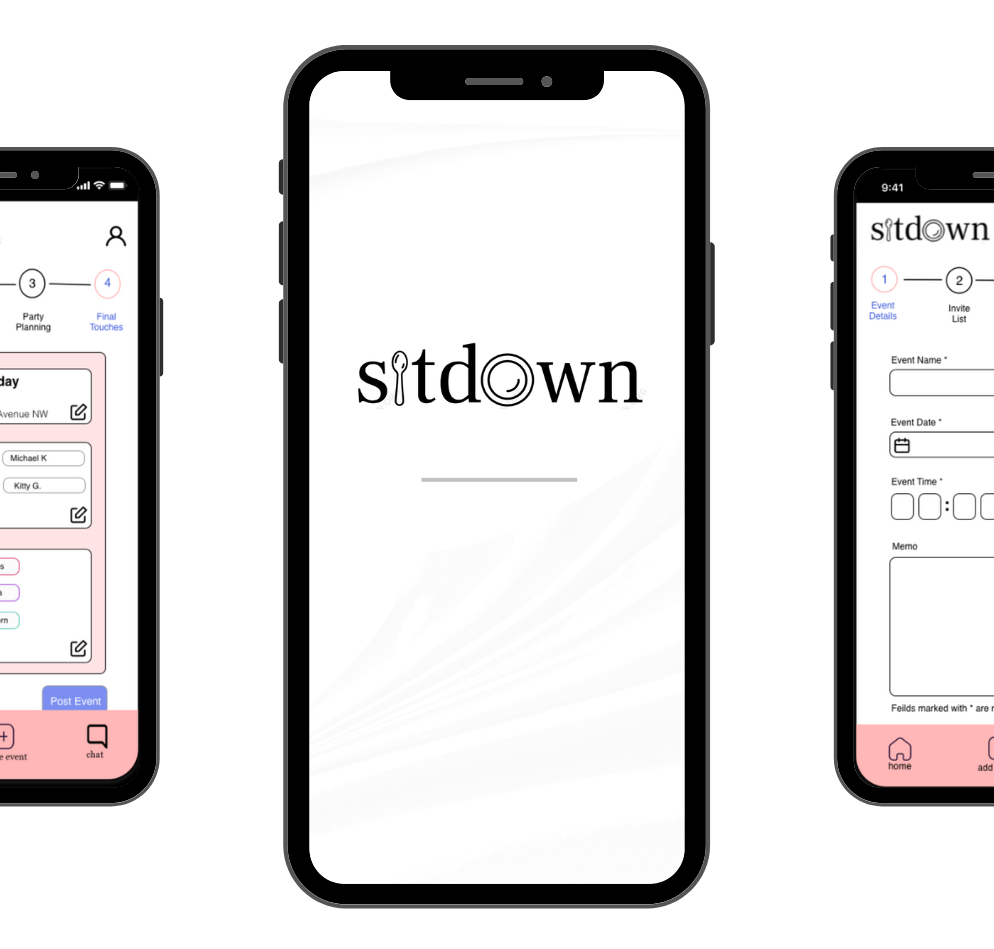 3
4
Party
Planning
Final
Touches
day
Avenue NW
Michael K
Kitty G.
s
a
ern
Post Event
e event
chat
sitdown
9:41
sitdown
1
2
Event
Details
Invite
List
Event Name *
Event Date *
Event Time *
:
Memo
Feilds marked with * are r
home
add